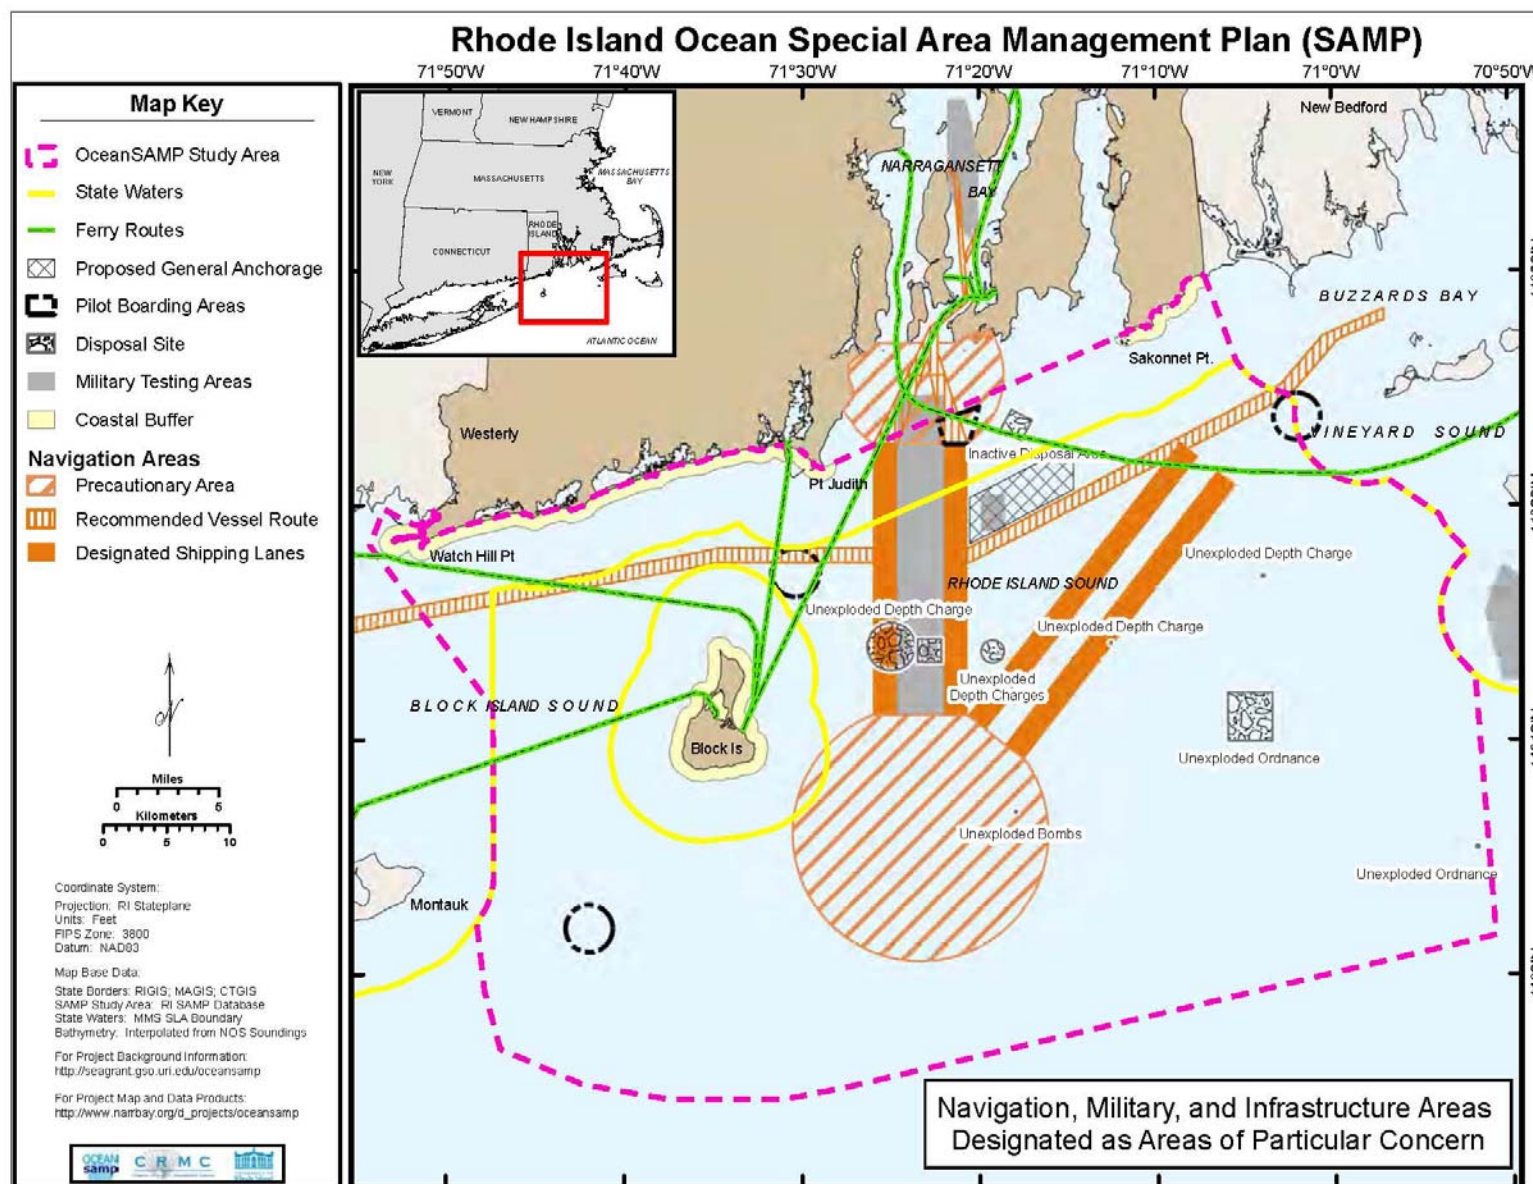 Rhode Island Ocean Special Area Management Plan (SAMP)
71°50'W
71°40'W
71°30'W
71°20'W
71°10'W
71°0'W
70°50'W
Map Key
OceanSAMP Study Area
State Waters
Ferry Routes
Proposed General Anchorage
Pilot Boarding Areas
Disposal Site
Military Testing Areas
Coastal Buffer
Navigation Areas
Precautionary Area
Recommended Vessel Route
Designated Shipping Lanes
N
Miles
0 5
Kilometers
0 5 10
Coordinate System:
Projection: RI Stateplane
Units: Feet
FIPS Zone: 3800
Datum: NAD83
Map Base Data:
State Borders: RIGIS; MAGIS; CTGIS
SAMP Study Area: RI SAMP Database
State Waters: MMS SLA Boundary
Bathymetry: Interpolated from NOS Soundings
For Project Background Information:
http://seagrant.gso.uri.edu/oceansamp
For Project Map and Data Products:
http://www.narrbay.org/d_projects/oceansamp
OCEAN
samp
CRMC
VERMONT
NEW HAMPSHIRE
NEW
YORK
MASSACHUSETTS
MASSACHUSETTS
BAY
CONNECTICUT
RHODE
ISLAND
ATLANTIC OCEAN
New Bedford
NARRAGANSETT
BAY
BUZZARDS BAY
Sakonnet Pt.
Westerly
VINEYARD SOUND
Inactive Disposal Area
Pt Judith
Watch Hill Pt
Unexploded Depth Charge
RHODE ISLAND SOUND
Unexploded Depth Charge
Unexploded Depth Charge
Unexploded
Depth Charges
BLOCK ISLAND SOUND
Block Is
Unexploded Ordnance
Unexploded Bombs
Unexploded Ordnance
Montauk
Navigation, Military, and Infrastructure Areas
Designated as Areas of Particular Concern